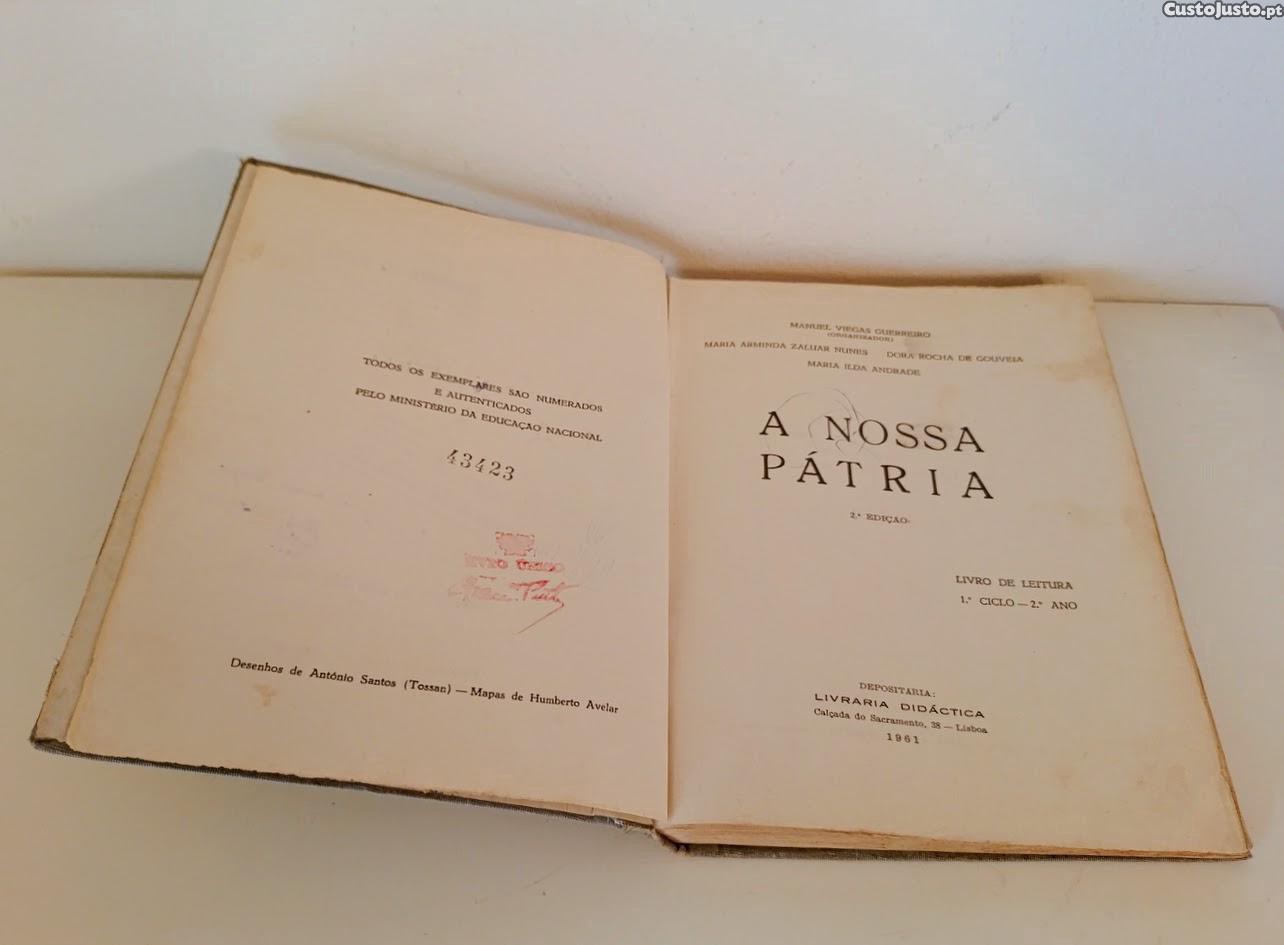 CustoJusto.pt
TODOS OS EXEMPLARES SÃO NUMERADOS
E AUTENTICADOS
PELO MINISTÉRIO DA EDUCAÇÃO NACIONAL
43423
LIVRO ÚNICO
Desenhos de António Santos (Tossan) — Mapas de Humberto Avelar
MANUEL VIEGAS GUERREIRO
(ORGANIZADOR)
MARIA ARMINDA ZALUAR NUNES DORA ROCHA DE GOUVEIA
MARIA ILDA ANDRADE
A NOSSA
PÁTRIA
2.ª EDIÇÃO
LIVRO DE LEITURA
1.º CICLO — 2.º ANO
DEPOSITÁRIA:
LIVRARIA DIDÁCTICA
Calçada do Sacramento, 38 — Lisboa
1961